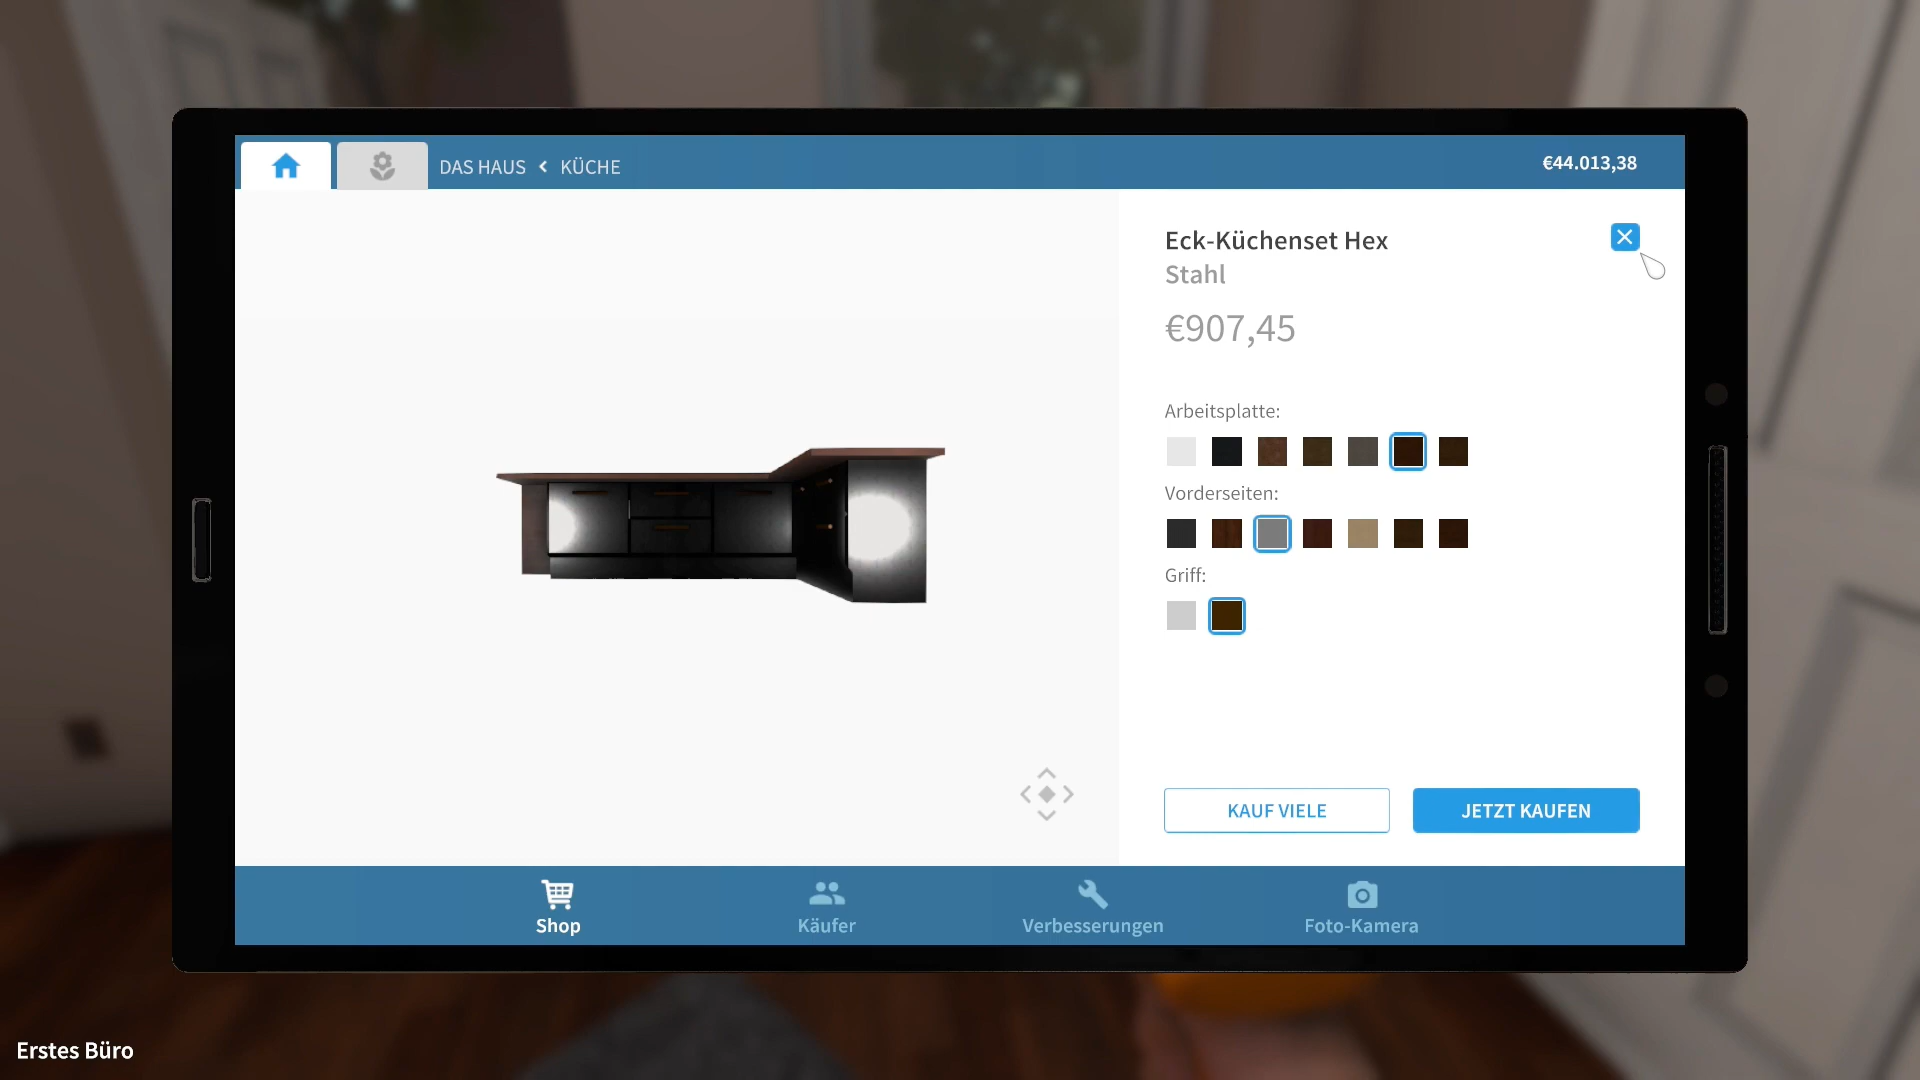 DAS HAUS < KÜCHE
€44.013,38
Eck-Küchenset Hex
Stahl
€907,45
Arbeitsplatte:
Vorderseiten:
Griff:
KAUF VIELE
JETZT KAUFEN
Shop
Käufer
Verbesserungen
Foto-Kamera
Erstes Büro